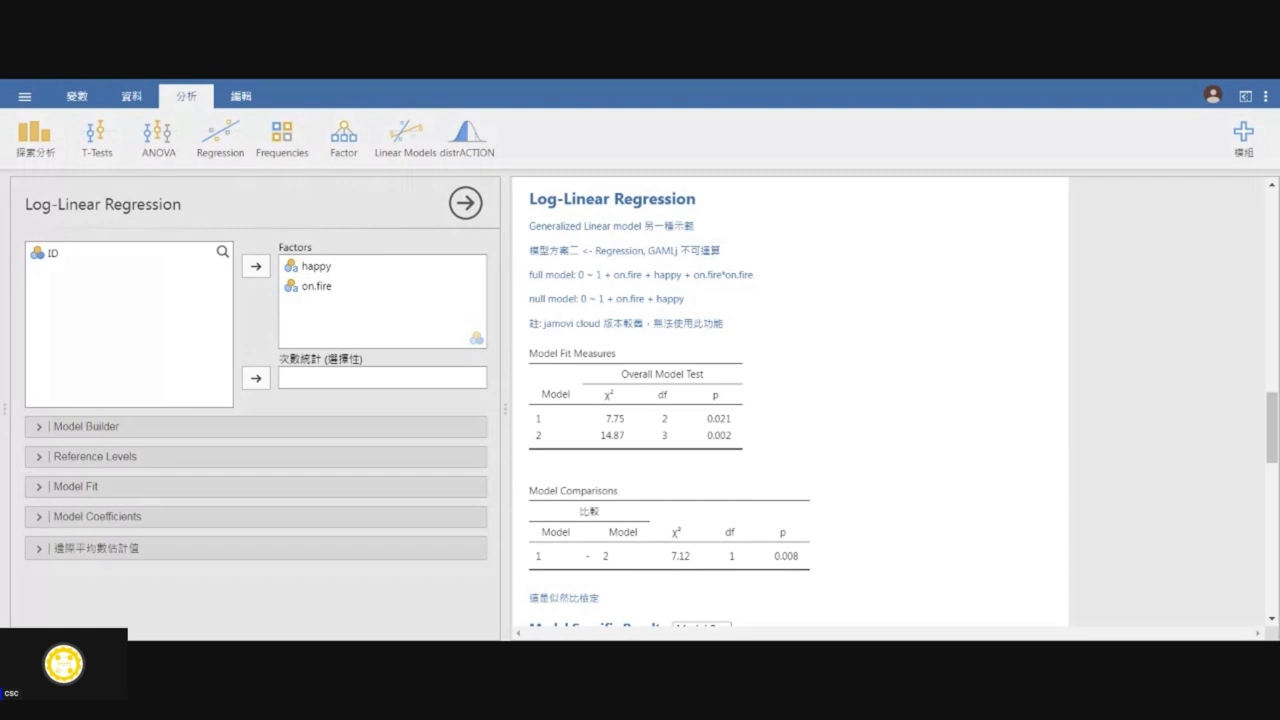 變數 資料 分析 編輯
探索分析 T-Tests ANOVA Regression Frequencies Factor Linear Models distrACTION 模組
Log-Linear Regression
ID
Factors
happy
on.fire
次數統計 (選擇性)
| Model Builder
| Reference Levels
| Model Fit
| Model Coefficients
| 邊際平均數估計值
Log-Linear Regression
Generalized Linear model 另一種示範
模型方案二 <- Regression, GAMLj 不可運算
full model: 0 ~ 1 + on.fire + happy + on.fire*on.fire
null model: 0 ~ 1 + on.fire + happy
註: jamovi cloud 版本較舊，無法使用此功能
Model Fit Measures
Overall Model Test
Model χ² df p
1 7.75 2 0.021
2 14.87 3 0.002
Model Comparisons
比較
Model Model χ² df p
1 - 2 7.12 1 0.008
這是似然比檢定
csc